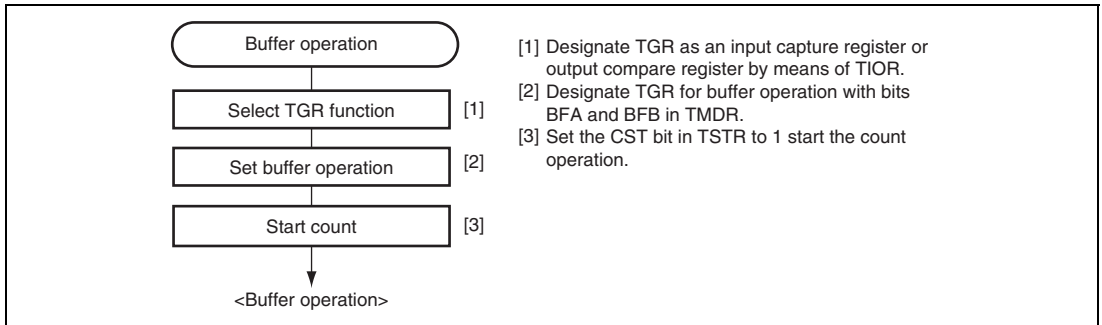 Buffer operation
Select TGR function
[1]
Set buffer operation
[2]
Start count
[3]
<Buffer operation>
[1] Designate TGR as an input capture register or
output compare register by means of TIOR.
[2] Designate TGR for buffer operation with bits
BFA and BFB in TMDR.
[3] Set the CST bit in TSTR to 1 start the count
operation.